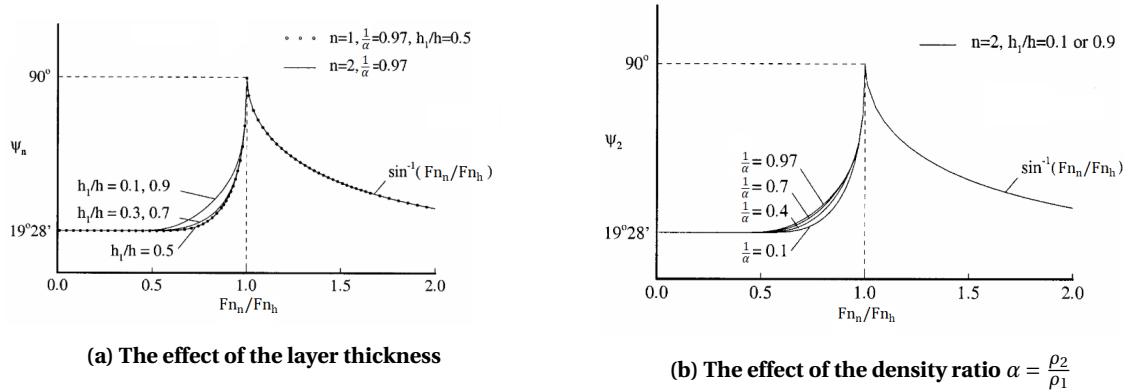 n=1, 1/α=0.97, h₁/h=0.5
n=2, 1/α=0.97
90°
ψₙ
h₁/h = 0.1, 0.9
h₁/h = 0.3, 0.7
19°28'
h₁/h = 0.5
sin⁻¹(Fnₙ/Fnₕ)
0.0 0.5 1.0 1.5 2.0
Fnₙ/Fnₕ
(a) The effect of the layer thickness
n=2, h₁/h=0.1 or 0.9
90°
ψ₂
1/α = 0.97
1/α = 0.7
1/α = 0.4
19°28'
1/α = 0.1
sin⁻¹(Fnₙ/Fnₕ)
0.0 0.5 1.0 1.5 2.0
Fnₙ/Fnₕ
(b) The effect of the density ratio α = ρ₂/ρ₁